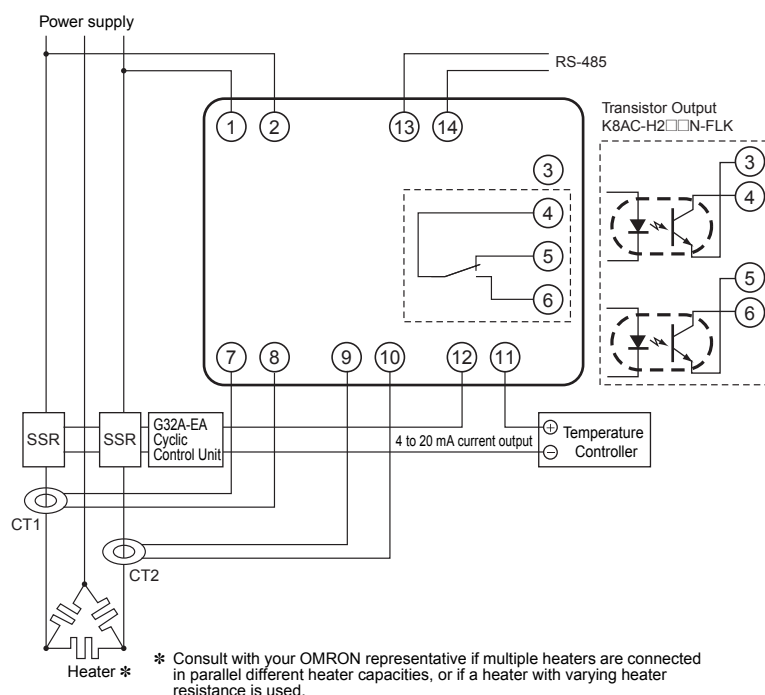 Power supply
RS-485
1
2
13
14
Transistor Output
K8AC-H2□□N-FLK
3
4
5
6
3
4
5
6
7
8
9
10
12
11
SSR
SSR
G32A-EA
Cyclic
Control Unit
4 to 20 mA current output
+
−
Temperature
Controller
CT1
CT2
Heater ✻
✻ Consult with your OMRON representative if multiple heaters are connected
in parallel different heater capacities, or if a heater with varying heater
resistance is used.